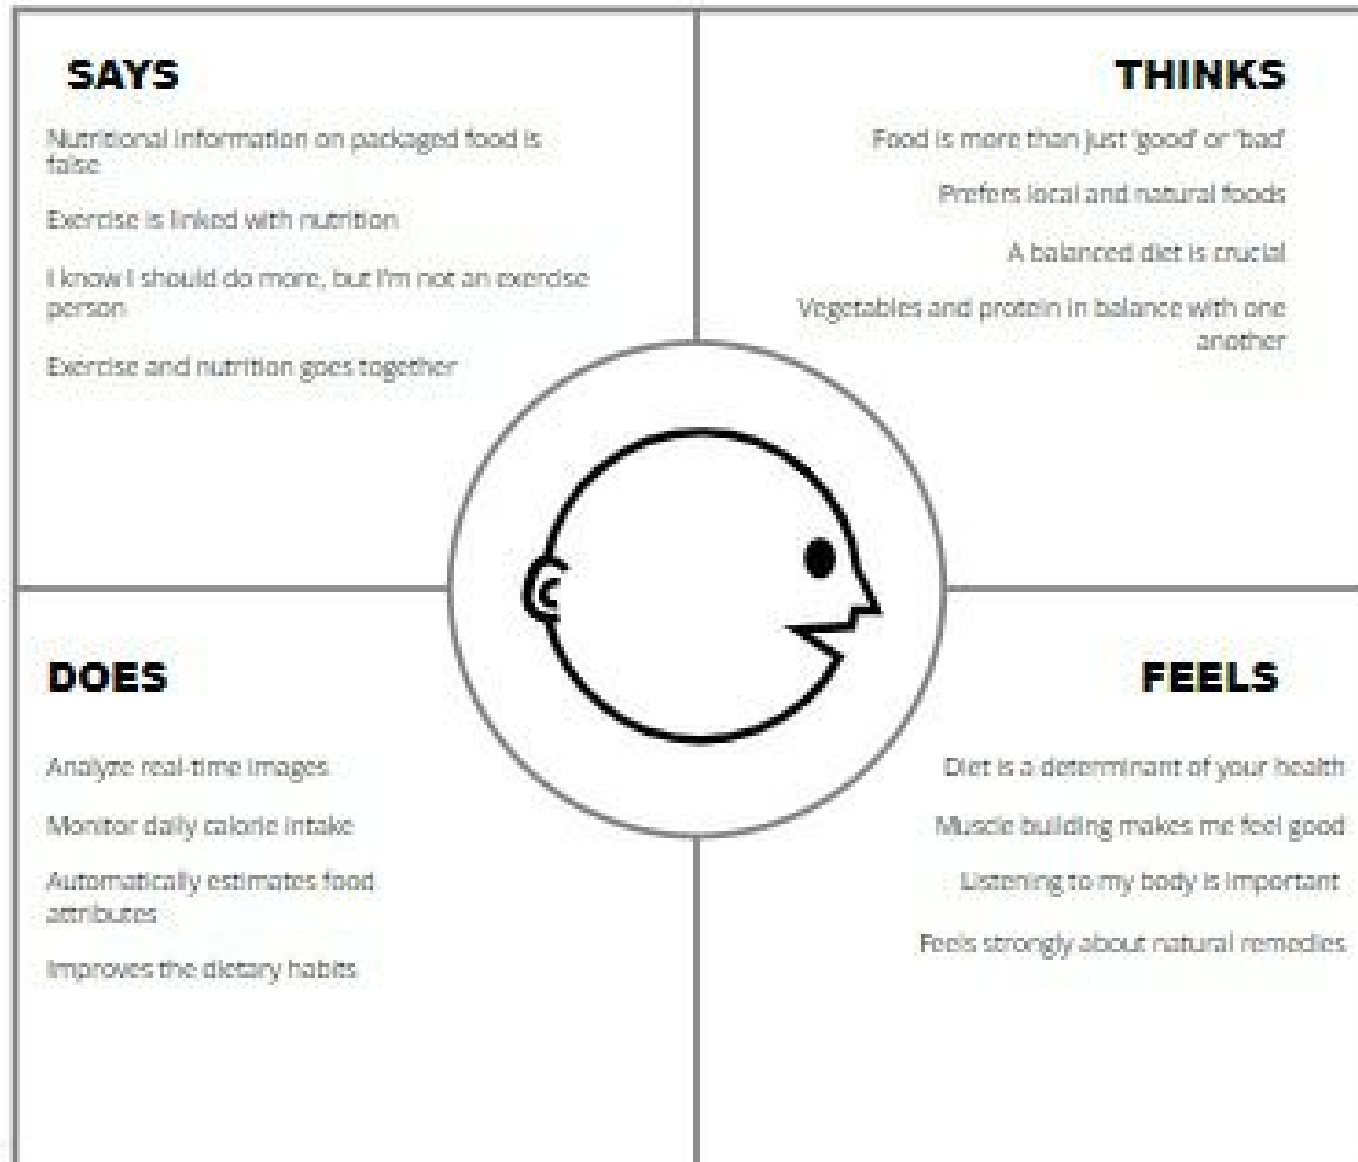 SAYS
Nutritional information on packaged food is
false
Exercise is linked with nutrition
I know I should do more, but I'm not an exercise
person
Exercise and nutrition goes together
THINKS
Food is more than just 'good' or 'bad'
Prefers local and natural foods
A balanced diet is crucial
Vegetables and protein in balance with one
another
DOES
Analyze real-time images
Monitor daily calorie intake
Automatically estimates food
attributes
Improves the dietary habits
FEELS
Diet is a determinant of your health
Muscle building makes me feel good
Listening to my body is important
Feels strongly about natural remedies